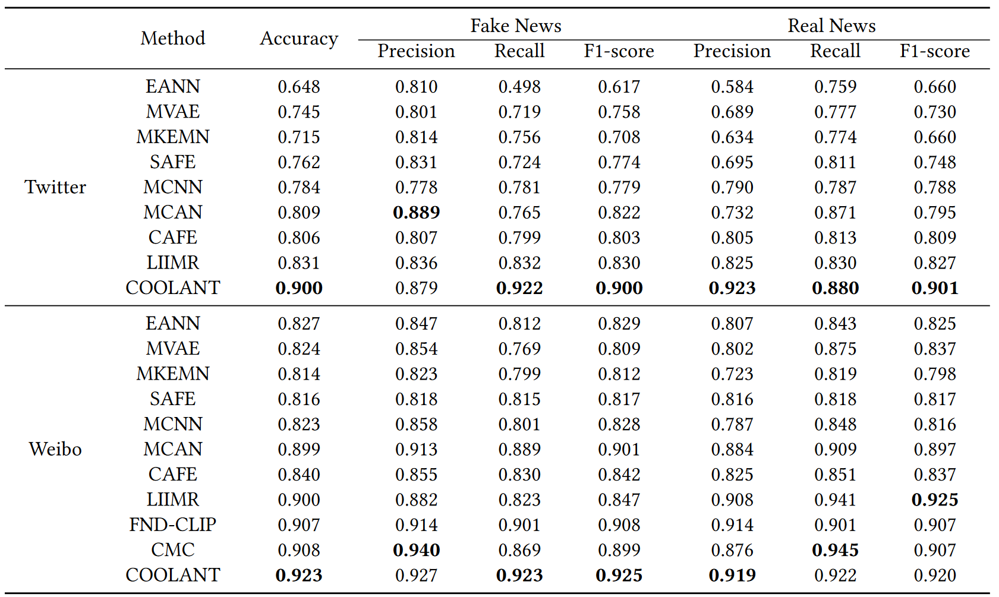 Method Accuracy Fake News Real News
Precision Recall F1-score Precision Recall F1-score
EANN 0.648 0.810 0.498 0.617 0.584 0.759 0.660
MVAE 0.745 0.801 0.719 0.758 0.689 0.777 0.730
MKEMN 0.715 0.814 0.756 0.708 0.634 0.774 0.660
SAFE 0.762 0.831 0.724 0.774 0.695 0.811 0.748
Twitter MCNN 0.784 0.778 0.781 0.779 0.790 0.787 0.788
MCAN 0.809 0.889 0.765 0.822 0.732 0.871 0.795
CAFE 0.806 0.807 0.799 0.803 0.805 0.813 0.809
LIIMR 0.831 0.836 0.832 0.830 0.825 0.830 0.827
COOLANT 0.900 0.879 0.922 0.900 0.923 0.880 0.901
EANN 0.827 0.847 0.812 0.829 0.807 0.843 0.825
MVAE 0.824 0.854 0.769 0.809 0.802 0.875 0.837
MKEMN 0.814 0.823 0.799 0.812 0.723 0.819 0.798
SAFE 0.816 0.818 0.815 0.817 0.816 0.818 0.817
MCNN 0.823 0.858 0.801 0.828 0.787 0.848 0.816
Weibo MCAN 0.899 0.913 0.889 0.901 0.884 0.909 0.897
CAFE 0.840 0.855 0.830 0.842 0.825 0.851 0.837
LIIMR 0.900 0.882 0.823 0.847 0.908 0.941 0.925
FND-CLIP 0.907 0.914 0.901 0.908 0.914 0.901 0.907
CMC 0.908 0.940 0.869 0.899 0.876 0.945 0.907
COOLANT 0.923 0.927 0.923 0.925 0.919 0.922 0.920